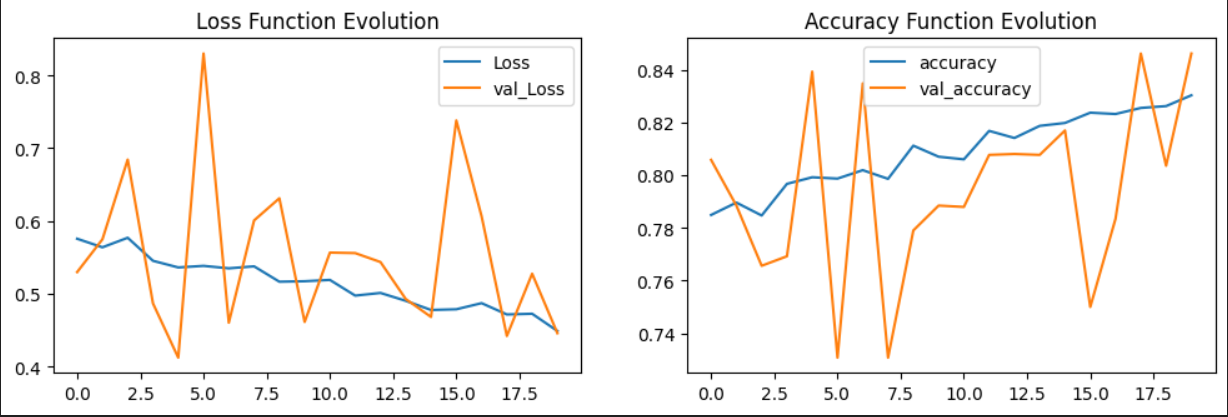 Loss Function Evolution
Loss
val_Loss
0.8
0.7
0.6
0.5
0.4
0.0 2.5 5.0 7.5 10.0 12.5 15.0 17.5
Accuracy Function Evolution
accuracy
val_accuracy
0.84
0.82
0.80
0.78
0.76
0.74
0.0 2.5 5.0 7.5 10.0 12.5 15.0 17.5